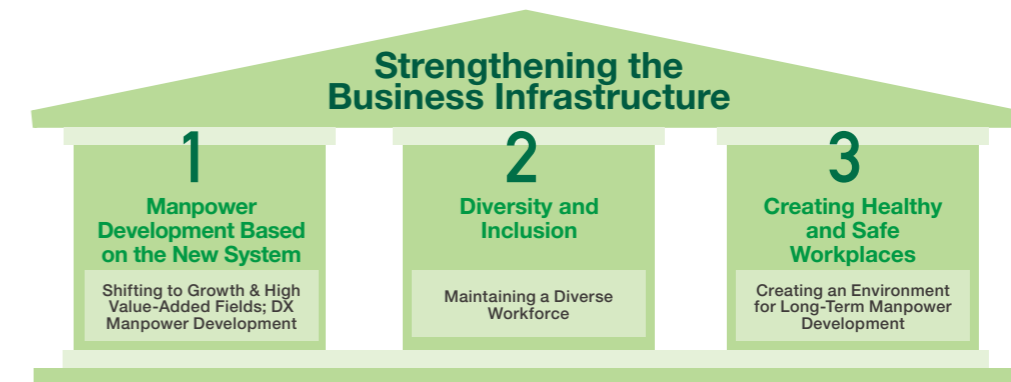 Strengthening the
Business Infrastructure
1
Manpower
Development Based
on the New System
Shifting to Growth & High
Value-Added Fields; DX
Manpower Development
2
Diversity and
Inclusion
Maintaining a Diverse
Workforce
3
Creating Healthy
and Safe
Workplaces
Creating an Environment
for Long-Term Manpower
Development